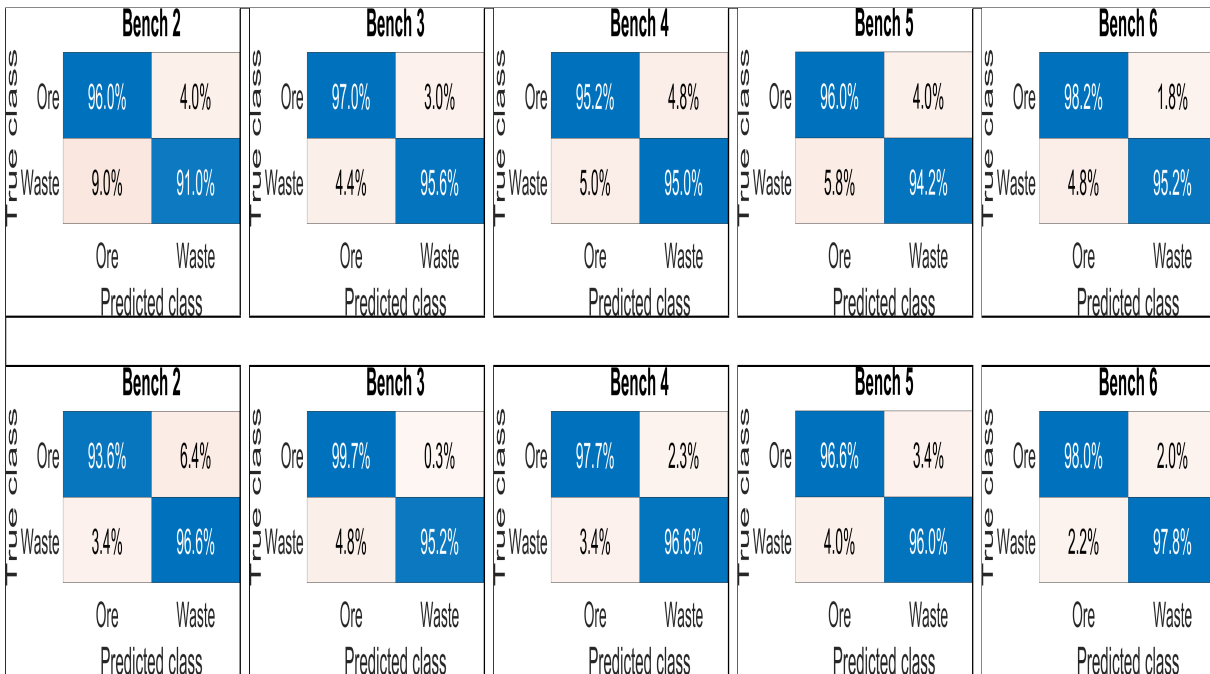 Bench 2 Bench 3 Bench 4 Bench 5 Bench 6
True class True class True class True class True class
Ore 96.0% 4.0% Ore 97.0% 3.0% Ore 95.2% 4.8% Ore 96.0% 4.0% Ore 98.2% 1.8%
Waste 9.0% 91.0% Waste 4.4% 95.6% Waste 5.0% 95.0% Waste 5.8% 94.2% Waste 4.8% 95.2%
Ore Waste Ore Waste Ore Waste Ore Waste Ore Waste
Predicted class Predicted class Predicted class Predicted class Predicted class
Bench 2 Bench 3 Bench 4 Bench 5 Bench 6
True class True class True class True class True class
Ore 93.6% 6.4% Ore 99.7% 0.3% Ore 97.7% 2.3% Ore 96.6% 3.4% Ore 98.0% 2.0%
Waste 3.4% 96.6% Waste 4.8% 95.2% Waste 3.4% 96.6% Waste 4.0% 96.0% Waste 2.2% 97.8%
Ore Waste Ore Waste Ore Waste Ore Waste Ore Waste
Predicted class Predicted class Predicted class Predicted class Predicted class